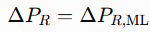 ΔP_R = ΔP_{R,ML}